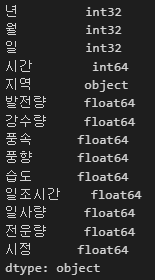 년 int32
월 int32
일 int32
시간 int64
지역 object
발전량 float64
강수량 float64
풍속 float64
풍향 float64
습도 float64
일조시간 float64
일사량 float64
전운량 float64
시정 float64
dtype: object